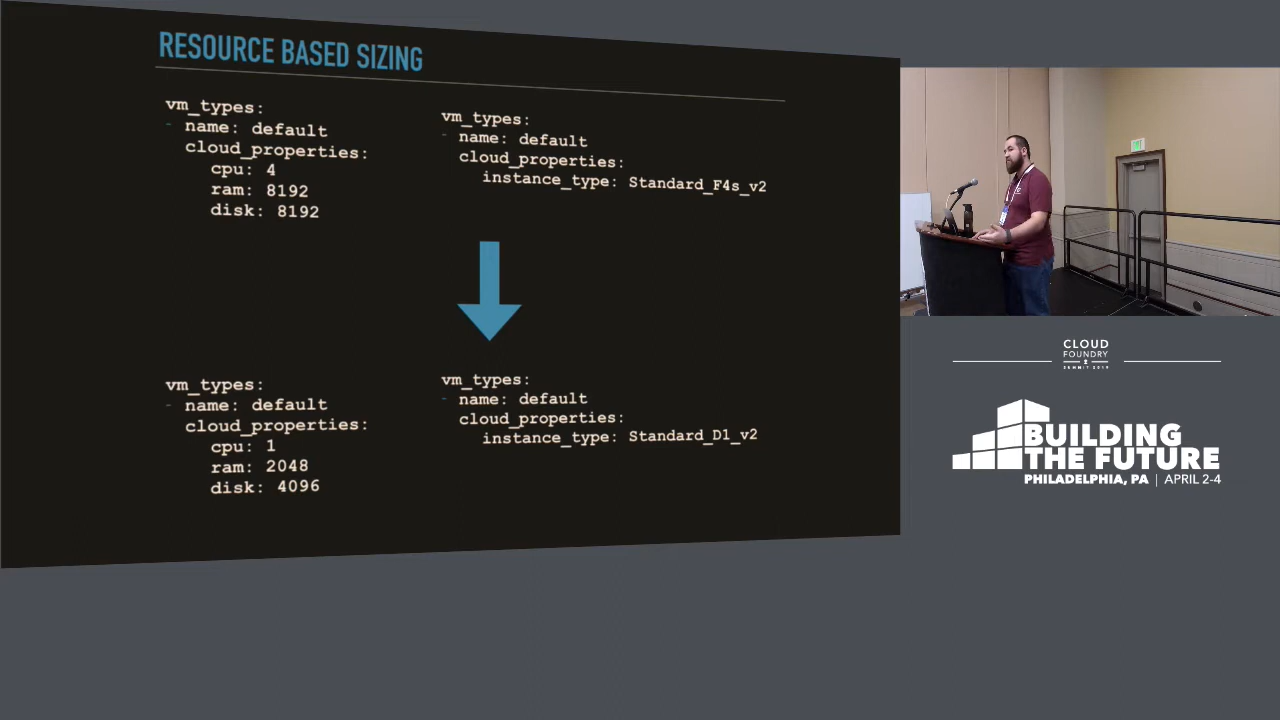 RESOURCE BASED SIZING
vm_types:
- name: default
cloud_properties:
cpu: 4
ram: 8192
disk: 8192
vm_types:
- name: default
cloud_properties:
instance_type: Standard_F4s_v2
vm_types:
- name: default
cloud_properties:
cpu: 1
ram: 2048
disk: 4096
vm_types:
- name: default
cloud_properties:
instance_type: Standard_D1_v2
CLOUD
FOUNDRY
SUMMIT 2019
BUILDING
THE FUTURE
PHILADELPHIA, PA | APRIL 2-4